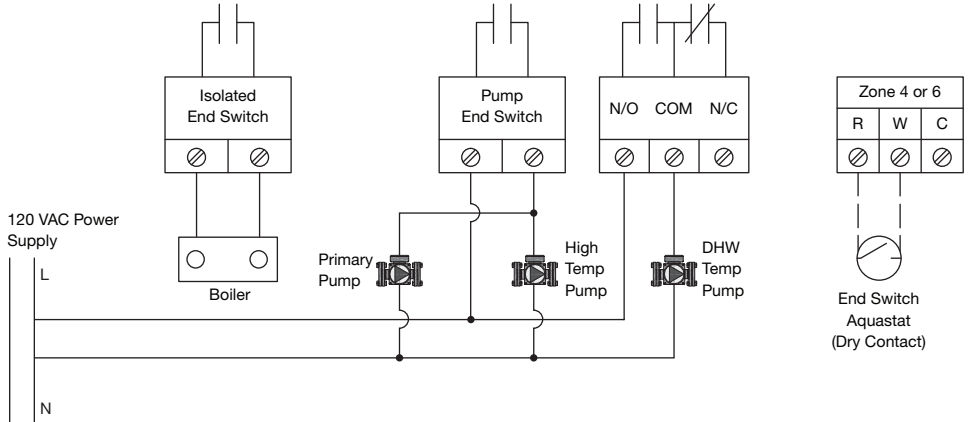 Isolated
End Switch
Pump
End Switch
N/O COM N/C
Zone 4 or 6
R W C
120 VAC Power
Supply
L
Boiler
Primary
Pump
High
Temp
Pump
DHW
Temp
Pump
End Switch
Aquastat
(Dry Contact)
N